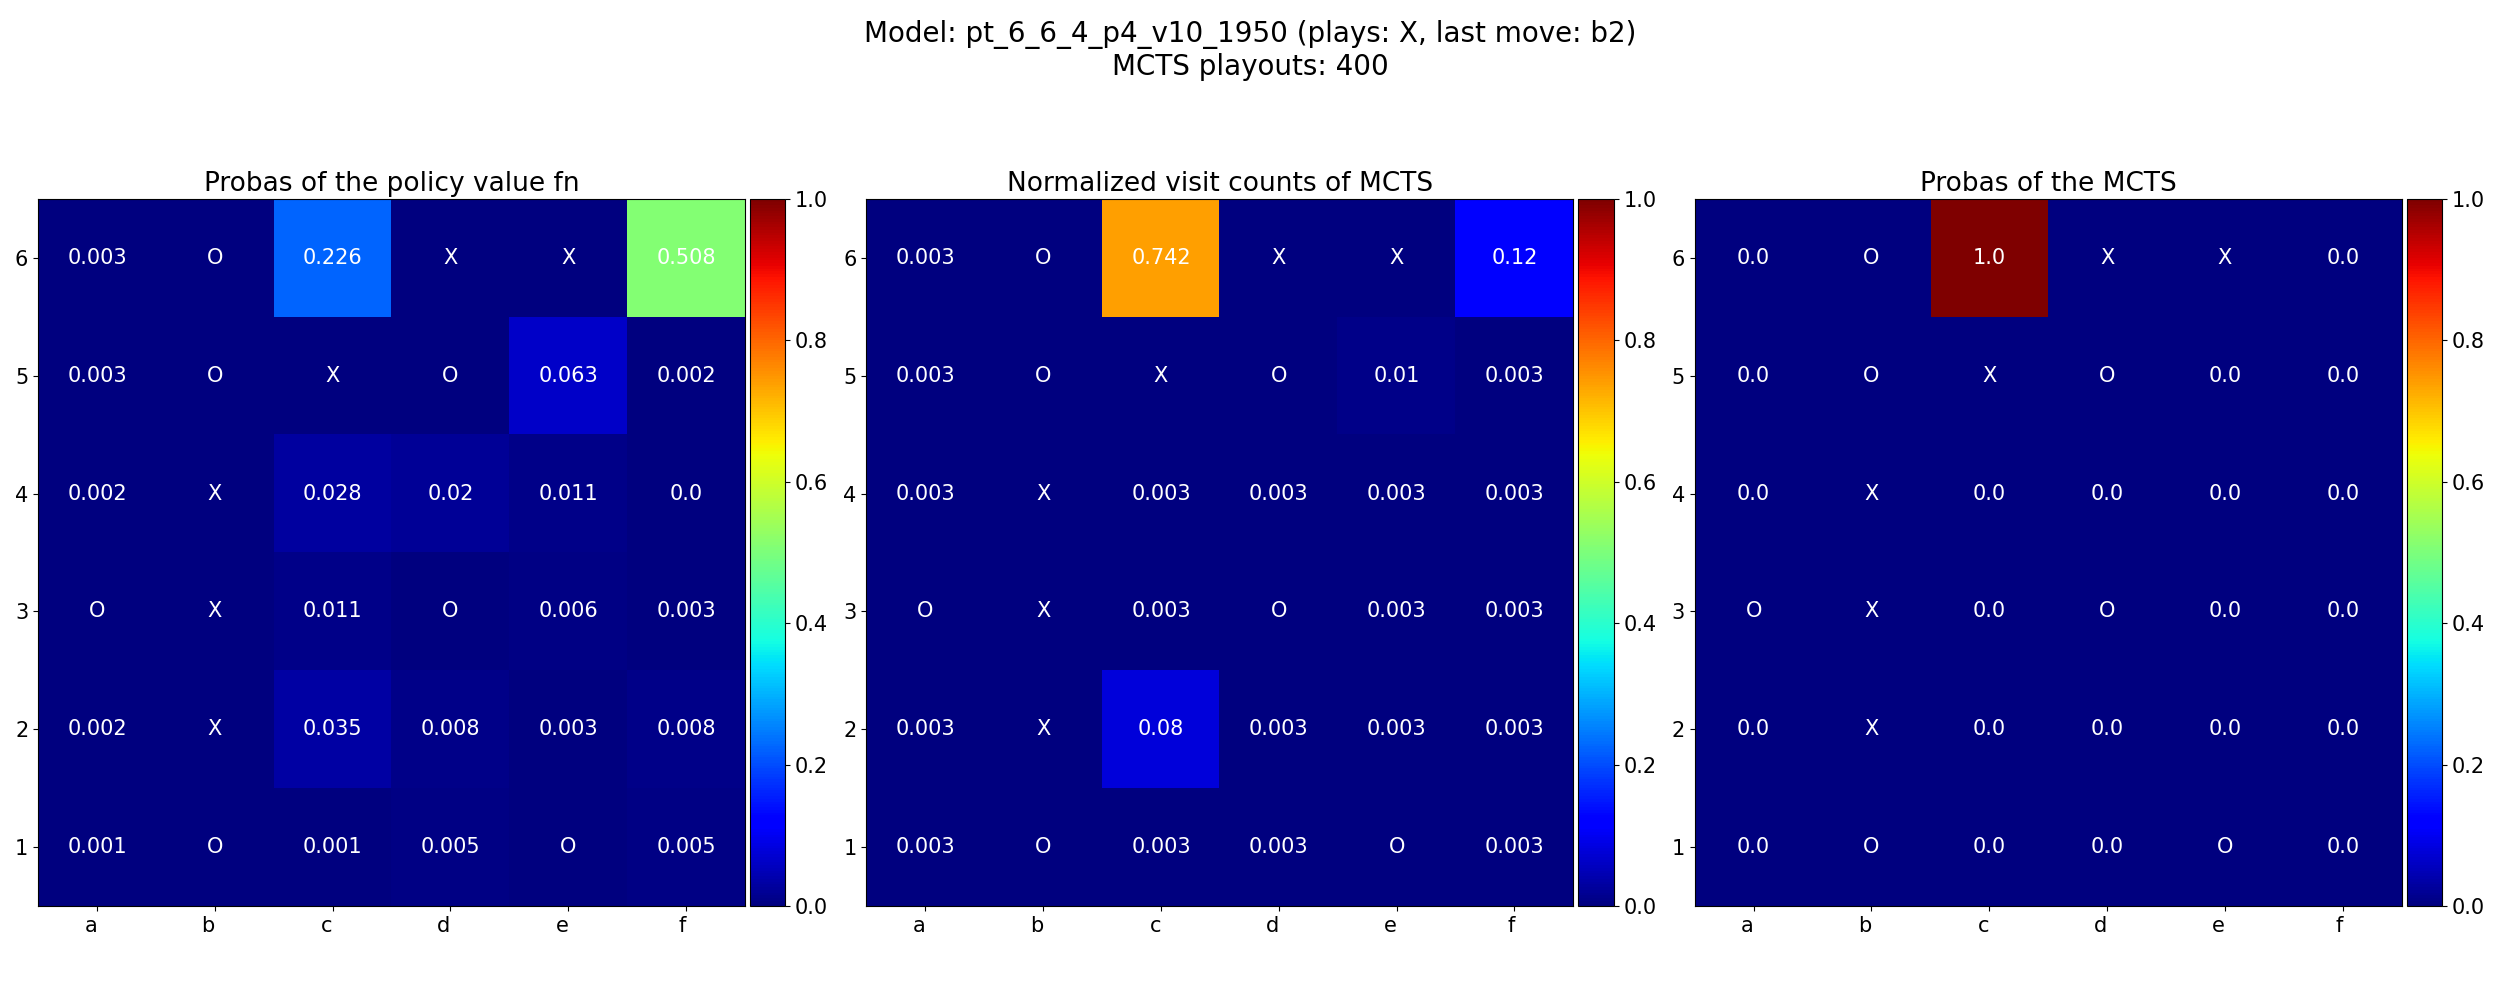 Model: pt_6_6_4_p4_v10_1950 (plays: X, last move: b2)
MCTS playouts: 400
Probas of the policy value fn
6 0.003 O 0.226 X X 0.508
5 0.003 O X O 0.063 0.002
4 0.002 X 0.028 0.02 0.011 0.0
3 O X 0.011 O 0.006 0.003
2 0.002 X 0.035 0.008 0.003 0.008
1 0.001 O 0.001 0.005 O 0.005
a b c d e f
1.0
0.8
0.6
0.4
0.2
0.0
Normalized visit counts of MCTS
6 0.003 O 0.742 X X 0.12
5 0.003 O X O 0.01 0.003
4 0.003 X 0.003 0.003 0.003 0.003
3 O X 0.003 O 0.003 0.003
2 0.003 X 0.08 0.003 0.003 0.003
1 0.003 O 0.003 0.003 O 0.003
a b c d e f
1.0
0.8
0.6
0.4
0.2
0.0
Probas of the MCTS
6 0.0 O 1.0 X X 0.0
5 0.0 O X O 0.0 0.0
4 0.0 X 0.0 0.0 0.0 0.0
3 O X 0.0 O 0.0 0.0
2 0.0 X 0.0 0.0 0.0 0.0
1 0.0 O 0.0 0.0 O 0.0
a b c d e f
1.0
0.8
0.6
0.4
0.2
0.0